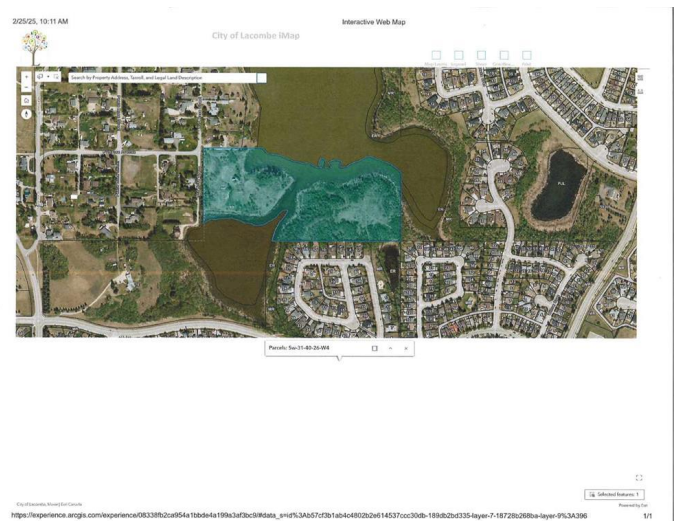 2/25/25, 10:11 AM
Interactive Web Map
City of Lacombe iMap
Search by Property Address, Taxroll, and Legal Land Description
Parcels: Sw-31-40-26-W4
Selected features: 1
City of Lacombe, Maxar | Esri Canada
Powered by Esri
https://experience.arcgis.com/experience/08338fb2ca954a1bbde4a199a3af3bc9/#data_s=id%3Ab57cf3b1ab4c4802b2e614537ccc30db-189db2bd335-layer-7-18728b268ba-layer-9%3A396
1/1